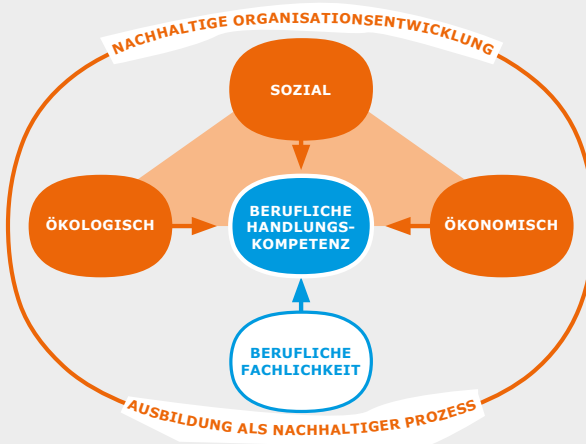 NACHHALTIGE ORGANISATIONSENTWICKLUNG
SOZIAL
ÖKOLOGISCH
BERUFLICHE
HANDLUNGS-
KOMPETENZ
ÖKONOMISCH
BERUFLICHE
FACHLICHKEIT
AUSBILDUNG ALS NACHHALTIGER PROZESS